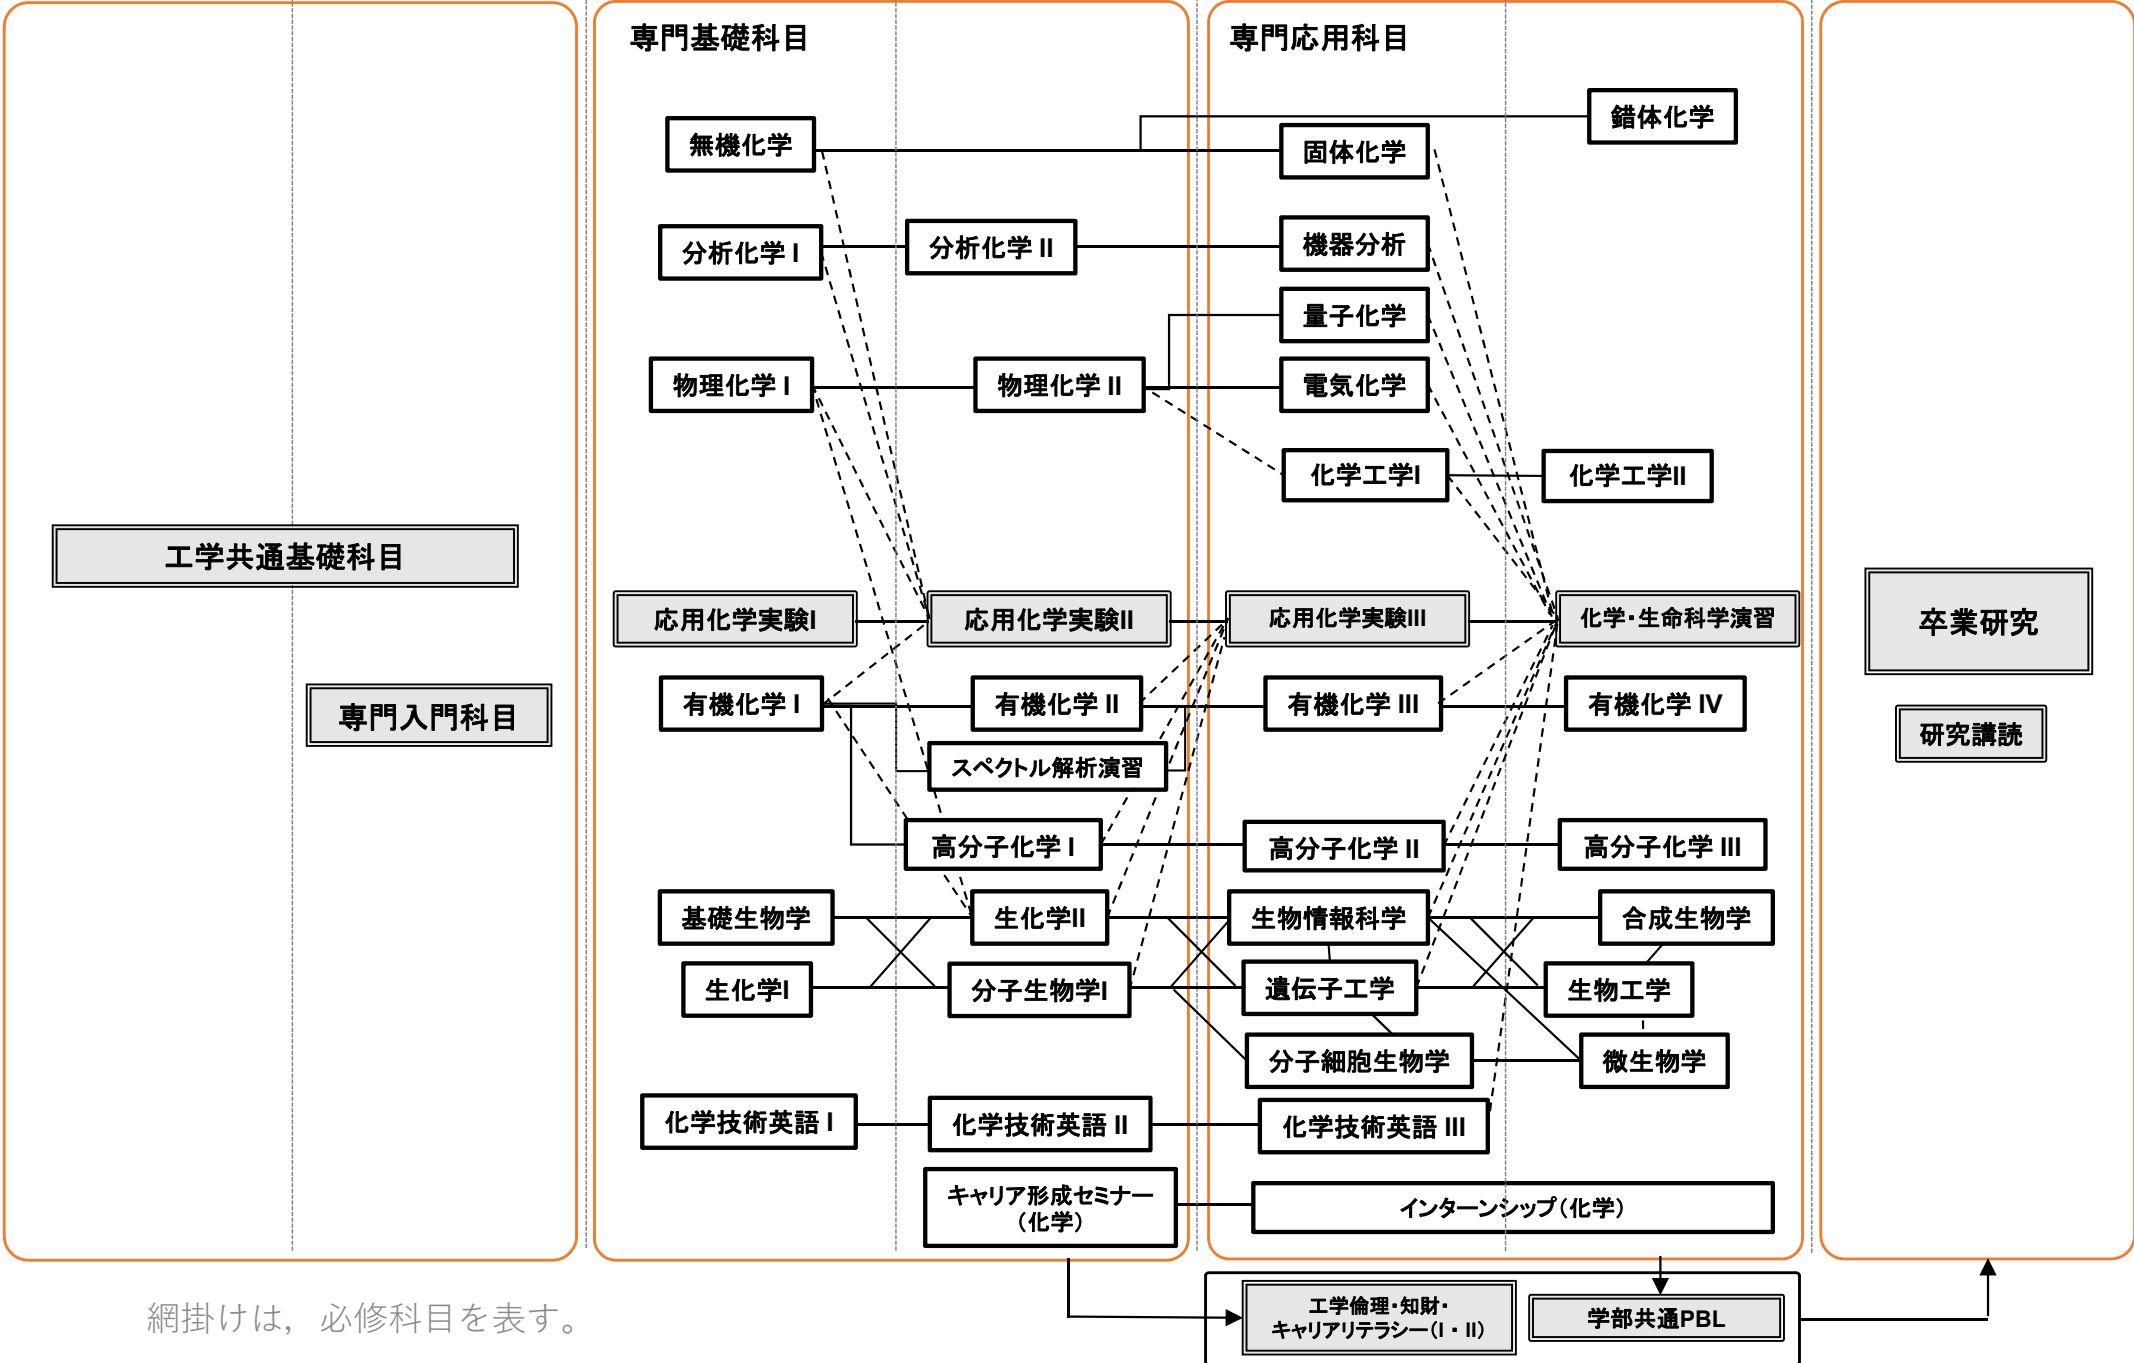 専門基礎科目
専門応用科目
錯体化学
無機化学
固体化学
分析化学 I
分析化学 II
機器分析
量子化学
物理化学 I
物理化学 II
電気化学
化学工学I
化学工学II
工学共通基礎科目
応用化学実験I
応用化学実験II
応用化学実験III
化学・生命科学演習
卒業研究
専門入門科目
有機化学 I
有機化学 II
有機化学 III
有機化学 IV
研究講読
スペクトル解析演習
高分子化学 I
高分子化学 II
高分子化学 III
基礎生物学
生化学II
生物情報科学
合成生物学
生化学I
分子生物学I
遺伝子工学
生物工学
分子細胞生物学
微生物学
化学技術英語 I
化学技術英語 II
化学技術英語 III
キャリア形成セミナー
（化学）
インターンシップ（化学）
工学倫理・知財・
キャリアリテラシー（I・II）
学部共通PBL
網掛けは，必修科目を表す。